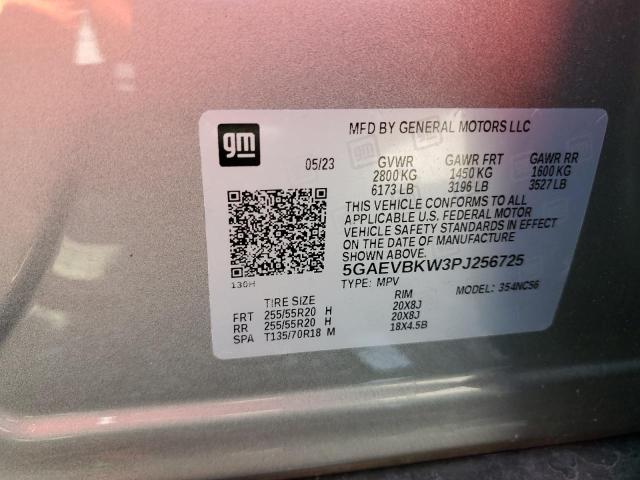 gm
MFD BY GENERAL MOTORS LLC
05/23 GVWR GAWR FRT GAWR RR
2800 KG 1450 KG 1600 KG
6173 LB 3196 LB 3527 LB
THIS VEHICLE CONFORMS TO ALL
APPLICABLE U.S. FEDERAL MOTOR
VEHICLE SAFETY STANDARDS IN EFFECT
ON THE DATE OF MANUFACTURE SHOWN ABOVE
5GAEVBKW3PJ256725
130H
TYPE: MPV MODEL: 354NC56
TIRE SIZE RIM
FRT 255/55R20 H 20X8J
RR 255/55R20 H 20X8J
SPA T135/70R18 M 18X4.5B